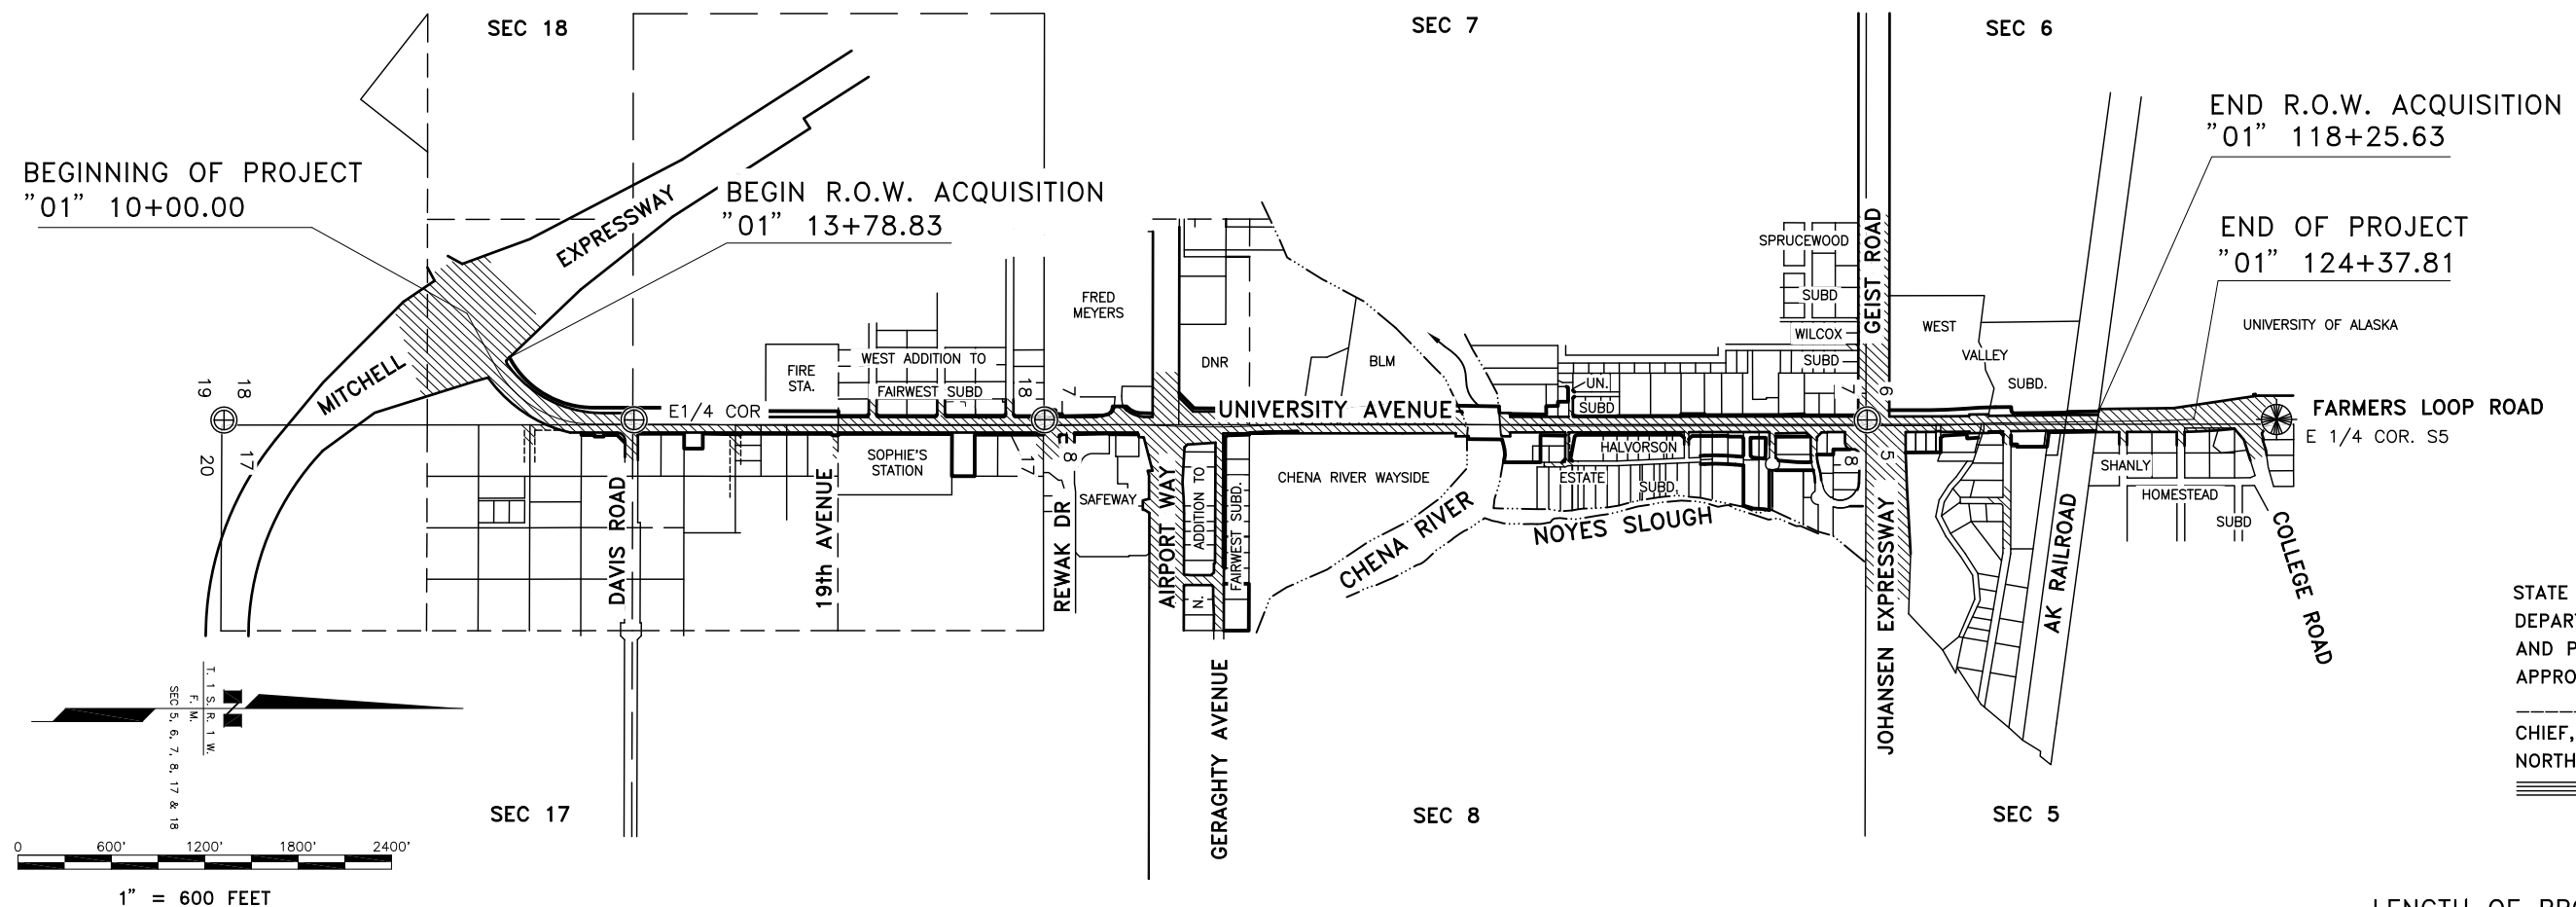 SEC 18
SEC 7
SEC 6
END R.O.W. ACQUISITION
"01" 118+25.63
BEGINNING OF PROJECT
"01" 10+00.00
BEGIN R.O.W. ACQUISITION
"01" 13+78.83
END OF PROJECT
"01" 124+37.81
MITCHELL
EXPRESSWAY
FRED
MEYERS
SPRUCEWOOD
SUBD
WILCOX
SUBD
GEIST ROAD
WEST
VALLEY
SUBD.
UNIVERSITY OF ALASKA
FIRE
STA.
WEST ADDITION TO
FAIRWEST SUBD
DNR
BLM
UN.
SUBD
19
18
20
17
E1/4 COR
18
7
17
8
UNIVERSITY AVENUE
7
6
8
5
FARMERS LOOP ROAD
E 1/4 COR. S5
SOPHIE'S
STATION
SAFEWAY
CHENA RIVER WAYSIDE
HALVORSON
ESTATE
SUBD.
SHANLY
HOMESTEAD
SUBD
DAVIS ROAD
19th AVENUE
REWAK DR
AIRPORT WAY
N.
ADDITION TO
FAIRWEST SUBD.
GERAGHTY AVENUE
CHENA RIVER
NOYES SLOUGH
JOHANSEN EXPRESSWAY
AK RAILROAD
COLLEGE ROAD
STATE
DEPAR
AND P
APPRO
CHIEF,
NORTH
N
T. 1 S. R. 1 W.
F. M.
SEC 5, 6, 7, 8, 17 & 18
SEC 17
SEC 8
SEC 5
0 600' 1200' 1800' 2400'
1" = 600 FEET
LENGTH OF PRO